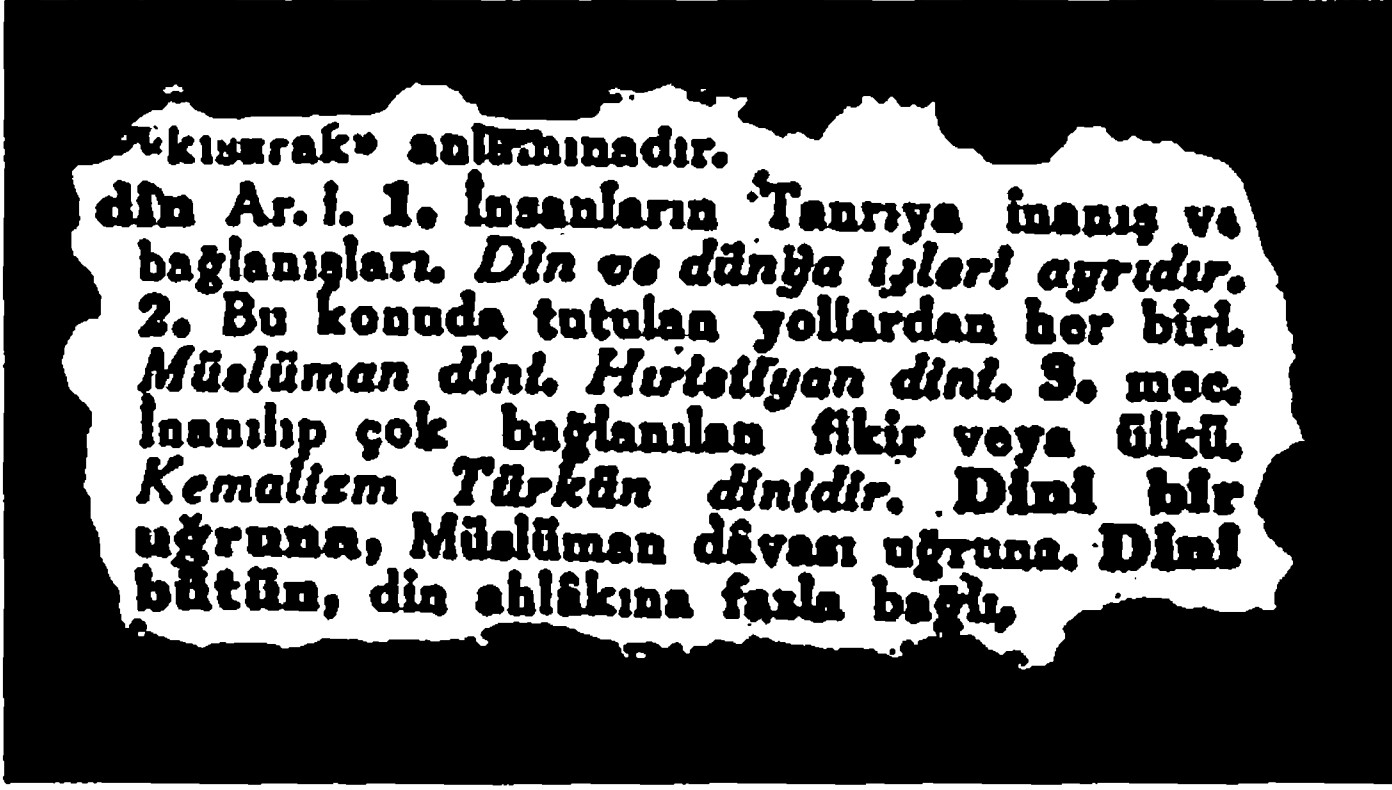 «kısarak» anlamınadır.
din Ar. i. 1. İnsanların Tanrıya inanış ve
bağlanışları. Din ve dünya işleri ayrıdır.
2. Bu konuda tutulan yollardan her biri.
Müslüman dini. Hıristiyan dini. 3. mec.
İnanılıp çok bağlanılan fikir veya ülkü.
Kemalizm Türkün dinidir. Dini bir
uğruna, Müslüman dâvası uğruna. Dini
bütün, din ahlâkına fazla bağlı,